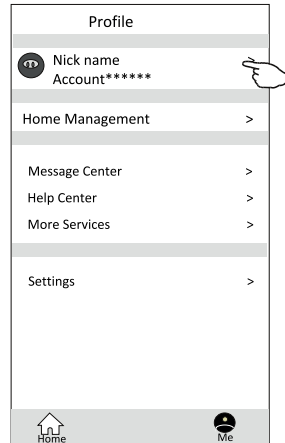 Profile
Nick name
Account******
Home Management >
Message Center >
Help Center >
More Services >
Settings >
Home Me